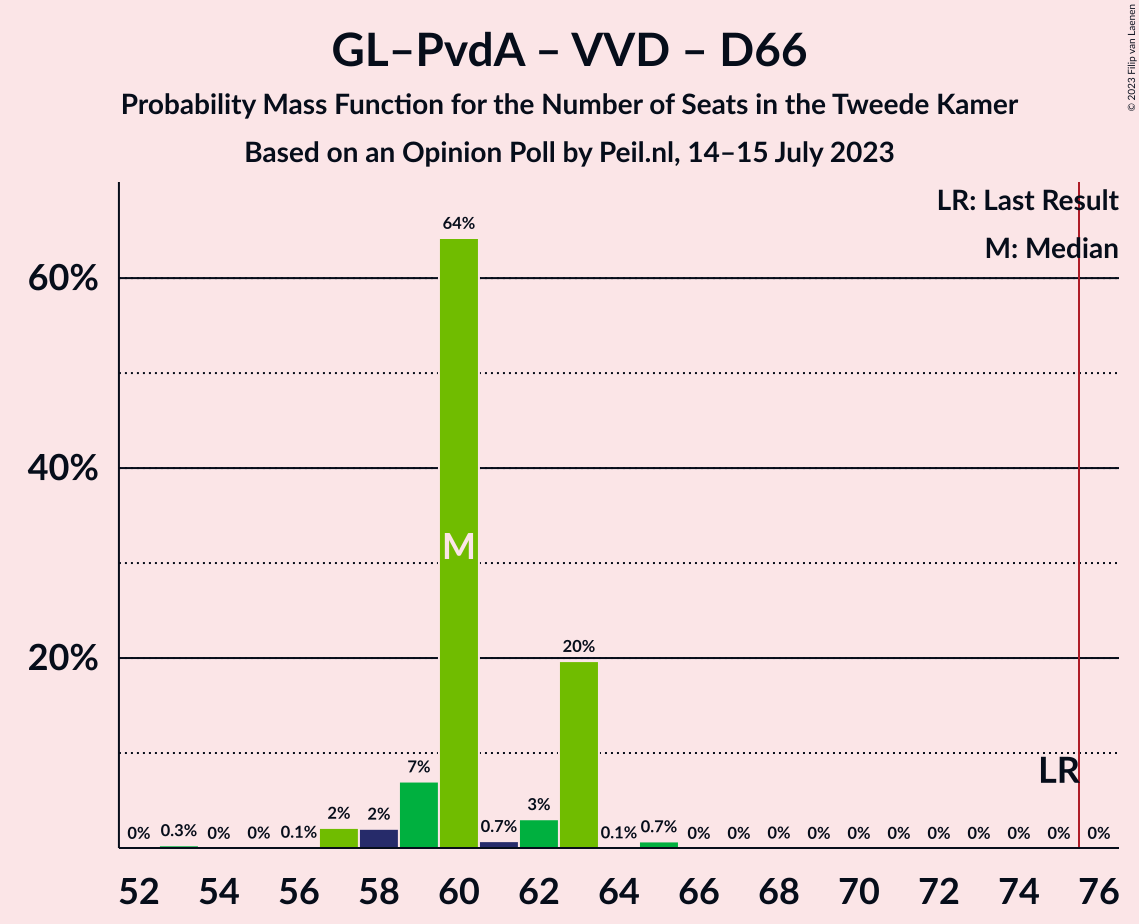 GL–PvdA – VVD – D66
Probability Mass Function for the Number of Seats in the Tweede Kamer
Based on an Opinion Poll by Peil.nl, 14–15 July 2023
© 2023 Filip van Laenen
LR: Last Result
M: Median
60%
40%
20%
0% 0.3% 0% 0% 0.1% 2% 2% 7% 64% 0.7% 3% 20% 0.1% 0.7% 0% 0% 0% 0% 0% 0% 0% 0% 0% 0% 0%
M
LR
52 54 56 58 60 62 64 66 68 70 72 74 76